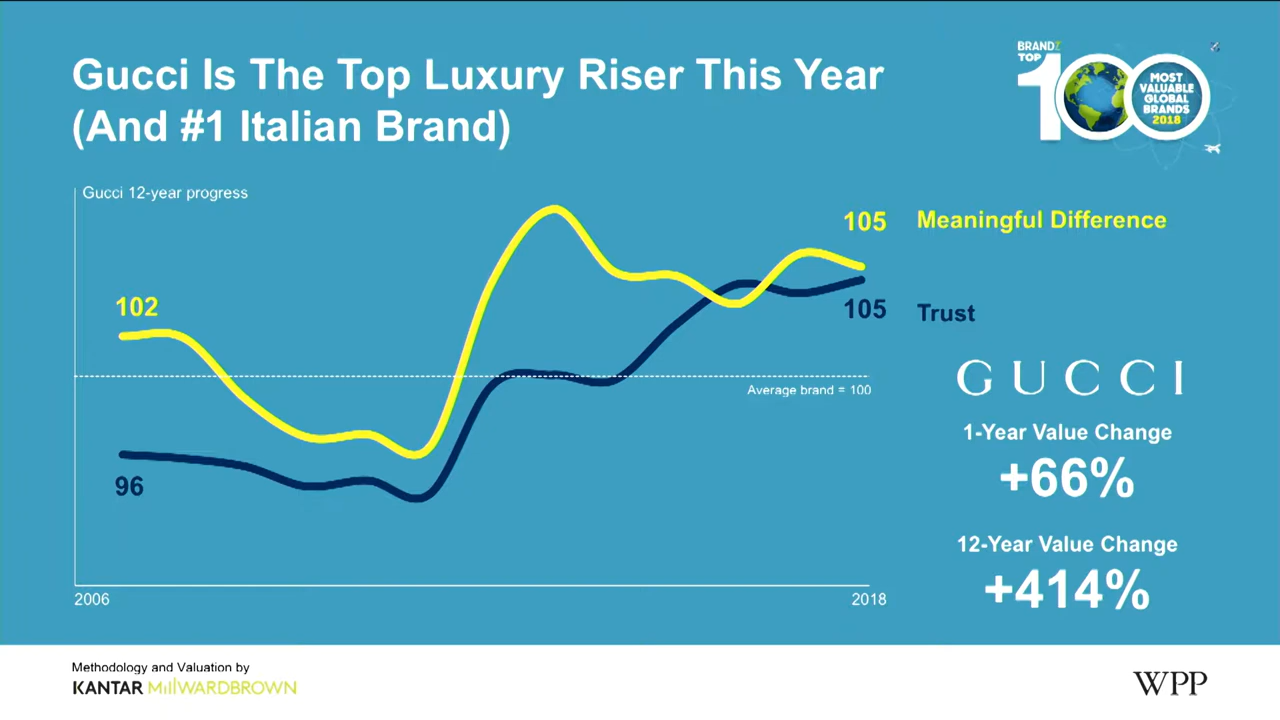 Gucci Is The Top Luxury Riser This Year
(And #1 Italian Brand)
BRANDZ
TOP
100
MOST
VALUABLE
GLOBAL
BRANDS
2018
Gucci 12-year progress
102
96
105
Meaningful Difference
105
Trust
Average brand = 100
2006
2018
GUCCI
1-Year Value Change
+66%
12-Year Value Change
+414%
Methodology and Valuation by
KANTAR MillWARDBROWN
WPP